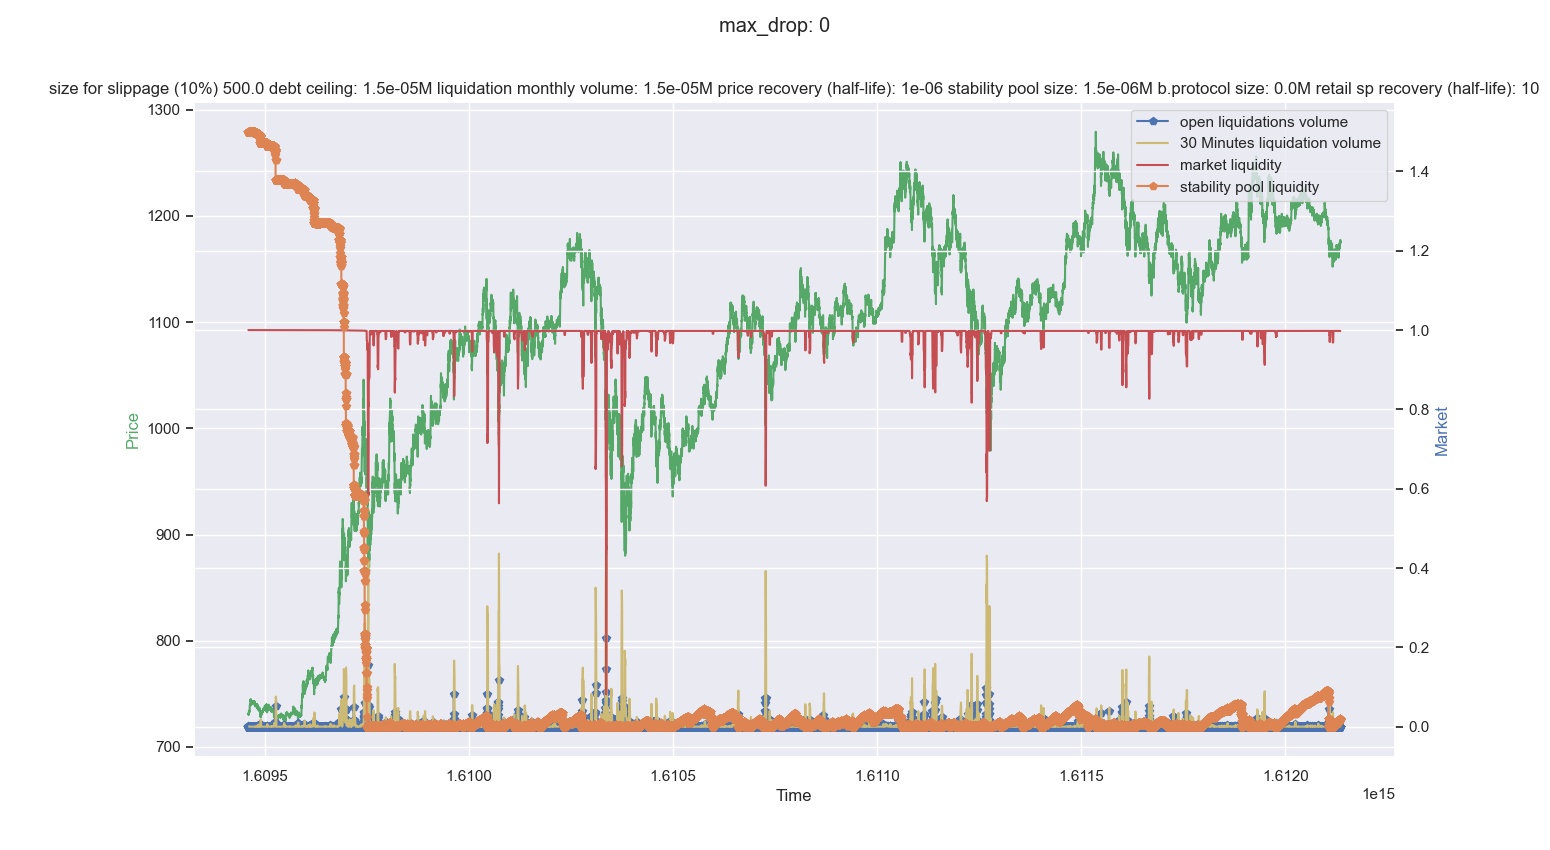 max_drop: 0
size for slippage (10%) 500.0 debt ceiling: 1.5e-05M liquidation monthly volume: 1.5e-05M price recovery (half-life): 1e-06 stability pool size: 1.5e-06M b.protocol size: 0.0M retail sp recovery (half-life): 10
open liquidations volume
30 Minutes liquidation volume
market liquidity
stability pool liquidity
1300
1200
1100
1000
900
800
700
Price
1.4
1.2
1.0
0.8
0.6
0.4
0.2
0.0
Market
1.6095 1.6100 1.6105 1.6110 1.6115 1.6120
Time
1e15